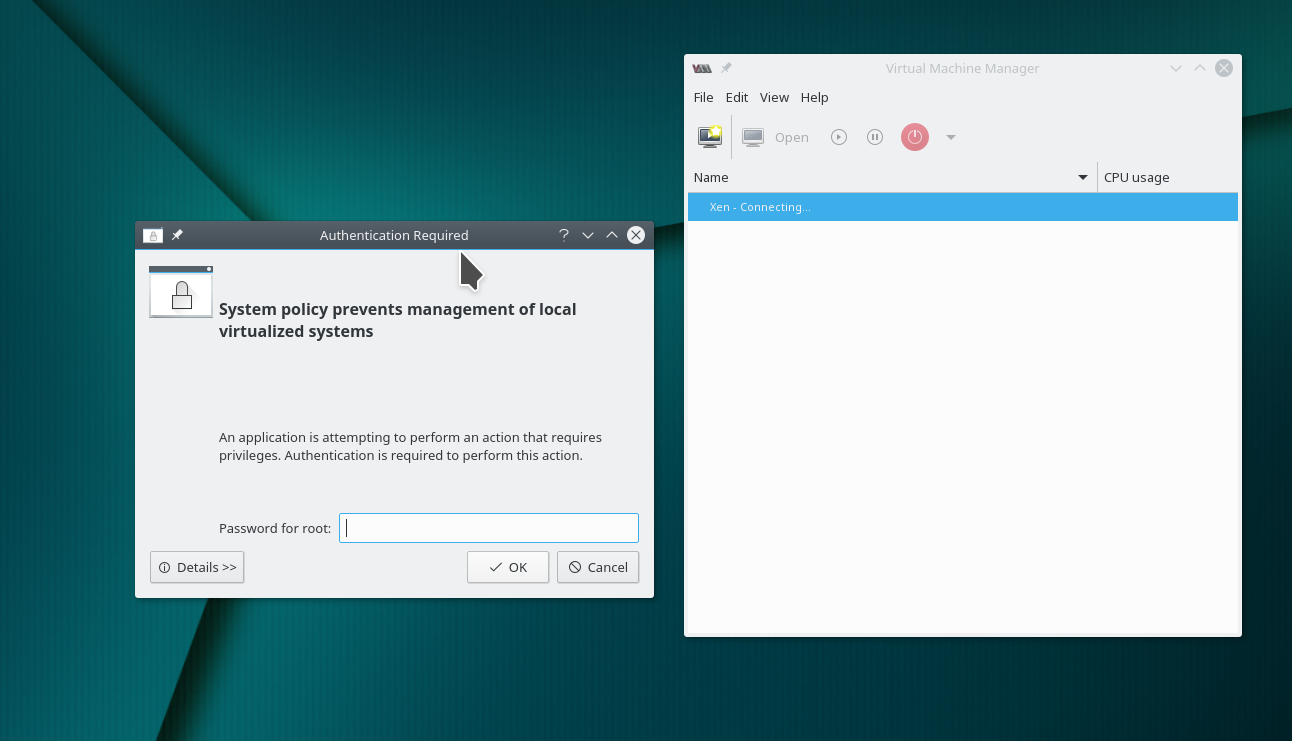 Authentication Required
System policy prevents management of local
virtualized systems
An application is attempting to perform an action that requires
privileges. Authentication is required to perform this action.
Password for root:
Details >>
OK
Cancel
Virtual Machine Manager
File Edit View Help
Open
Name CPU usage
Xen - Connecting...